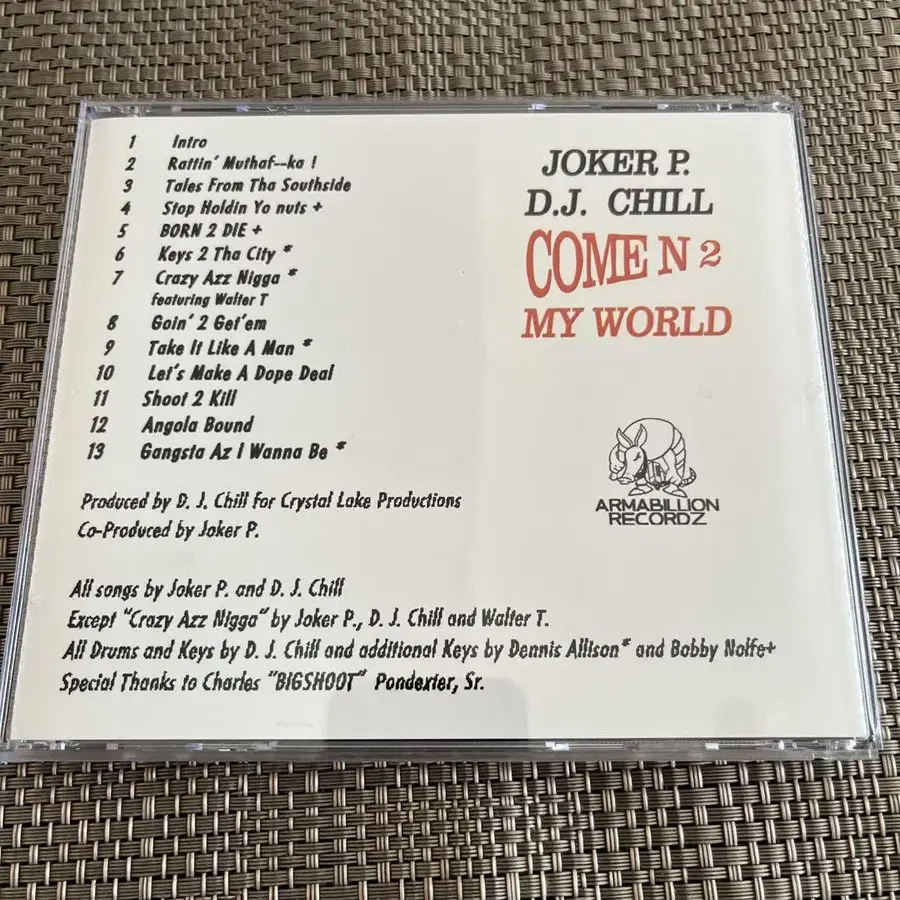 1 Intro
2 Rattin' Muthaf--ka !
3 Tales From Tha Southside
4 Stop Holdin Yo nuts +
5 BORN 2 DIE +
6 Keys 2 Tha City *
7 Crazy Azz Nigga *
featuring Walter T
8 Goin' 2 Get'em
9 Take It Like A Man *
10 Let's Make A Dope Deal
11 Shoot 2 Kill
12 Angola Bound
13 Gangsta Az I Wanna Be *
Produced by D. J. Chill For Crystal Lake Productions
Co-Produced by Joker P.
All songs by Joker P. and D. J. Chill
Except "Crazy Azz Nigga" by Joker P., D. J. Chill and Walter T.
All Drums and Keys by D. J. Chill and additional Keys by Dennis Allison* and Bobby Nolfe+
Special Thanks to Charles "BIGSHOOT" Pondexter, Sr.
JOKER P.
D.J. CHILL
COME N 2
MY WORLD
ARMABILLION
RECORDZ